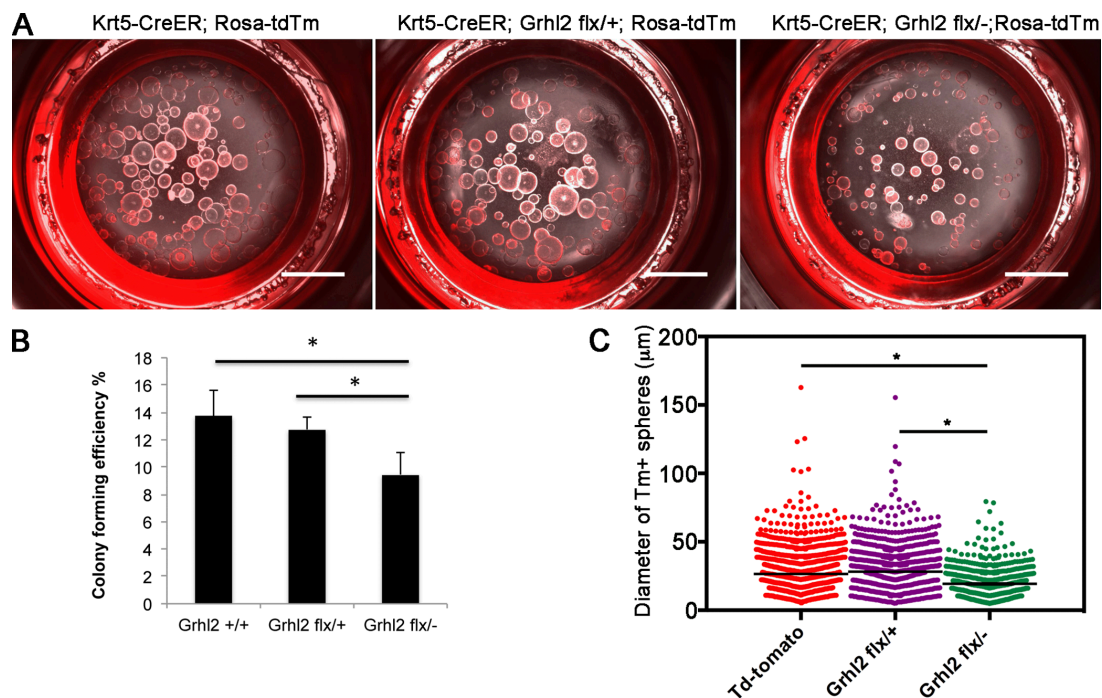 A
Krt5-CreER; Rosa-tdTm
Krt5-CreER; Grhl2 flx/+; Rosa-tdTm
Krt5-CreER; Grhl2 flx/-;Rosa-tdTm
B
Colony forming efficiency %
18
16
14
12
10
8
6
4
2
0
*
*
Grhl2 +/+
Grhl2 flx/+
Grhl2 flx/-
C
Diameter of Tm+ spheres (μm)
200
150
100
50
0
*
*
Td-tomato
Grhl2 flx/+
Grhl2 flx/-